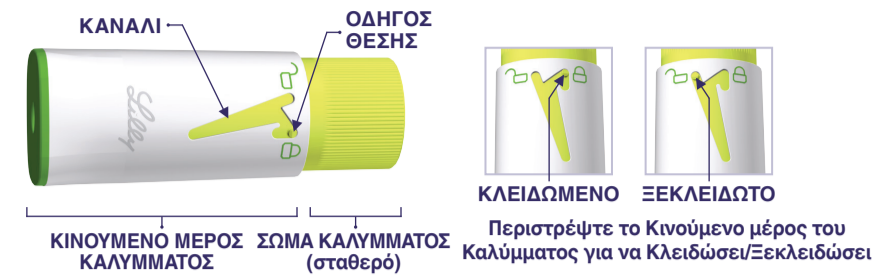 ΚΑΝΑΛΙ
ΟΔΗΓΟΣ
ΘΕΣΗΣ
Lilly
ΚΙΝΟΥΜΕΝΟ ΜΕΡΟΣ
ΚΑΛΥΜΜΑΤΟΣ
ΣΩΜΑ ΚΑΛΥΜΜΑΤΟΣ
(σταθερό)
ΚΛΕΙΔΩΜΕΝΟ
ΞΕΚΛΕΙΔΩΤΟ
Περιστρέψτε το Κινούμενο μέρος του
Καλύμματος για να Κλειδώσει/Ξεκλειδώσει